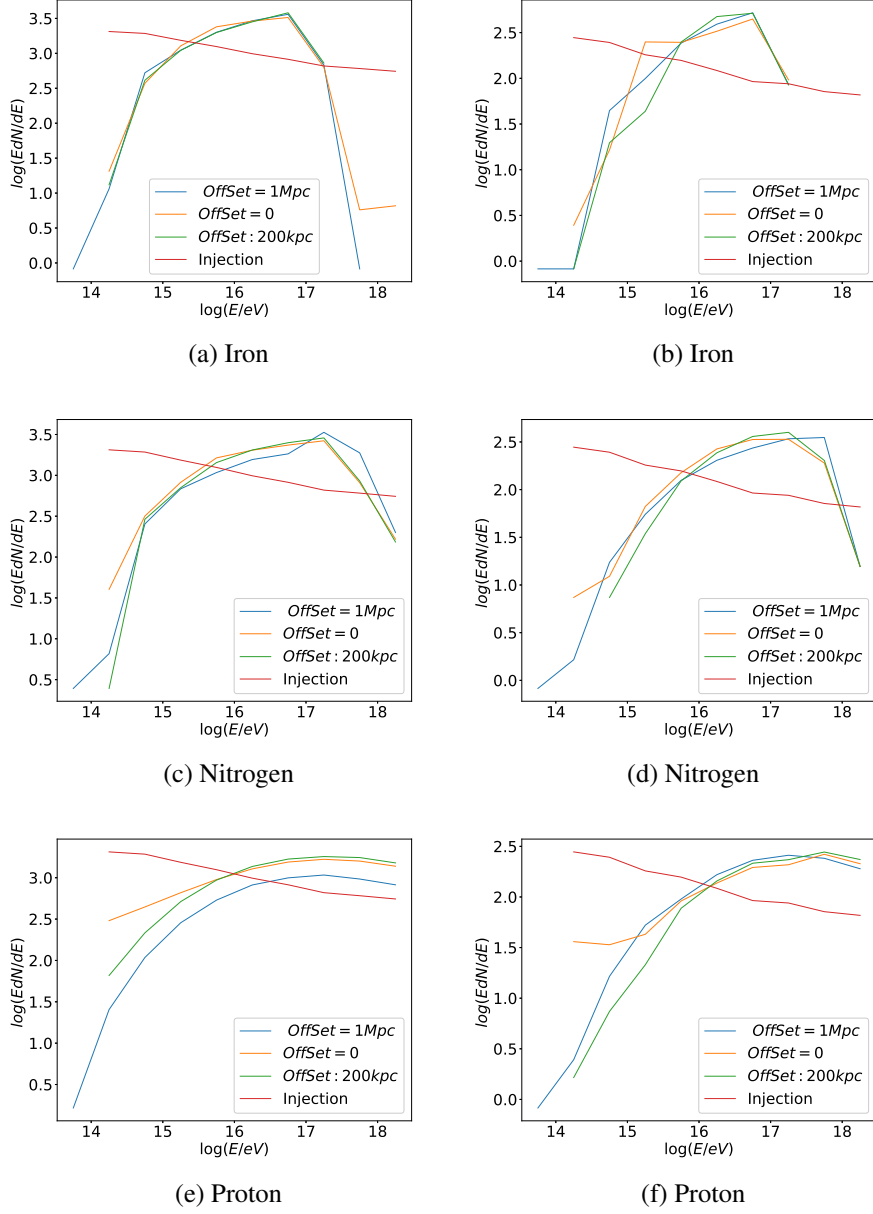 3.5
3.0
2.5
2.0
1.5
1.0
0.5
0.0
log(EdN/dE)
OffSet = 1Mpc
OffSet = 0
OffSet : 200kpc
Injection
14 15 16 17 18
log(E/eV)
(a) Iron
2.5
2.0
1.5
1.0
0.5
0.0
log(EdN/dE)
OffSet = 1Mpc
OffSet = 0
OffSet : 200kpc
Injection
14 15 16 17 18
log(E/eV)
(b) Iron
3.5
3.0
2.5
2.0
1.5
1.0
0.5
log(EdN/dE)
OffSet = 1Mpc
OffSet = 0
OffSet : 200kpc
Injection
14 15 16 17 18
log(E/eV)
(c) Nitrogen
2.5
2.0
1.5
1.0
0.5
0.0
log(EdN/dE)
OffSet = 1Mpc
OffSet = 0
OffSet : 200kpc
Injection
14 15 16 17 18
log(E/eV)
(d) Nitrogen
3.0
2.5
2.0
1.5
1.0
0.5
log(EdN/dE)
OffSet = 1Mpc
OffSet = 0
OffSet : 200kpc
Injection
14 15 16 17 18
log(E/eV)
(e) Proton
2.5
2.0
1.5
1.0
0.5
0.0
log(EdN/dE)
OffSet = 1Mpc
OffSet = 0
OffSet : 200kpc
Injection
14 15 16 17 18
log(E/eV)
(f) Proton